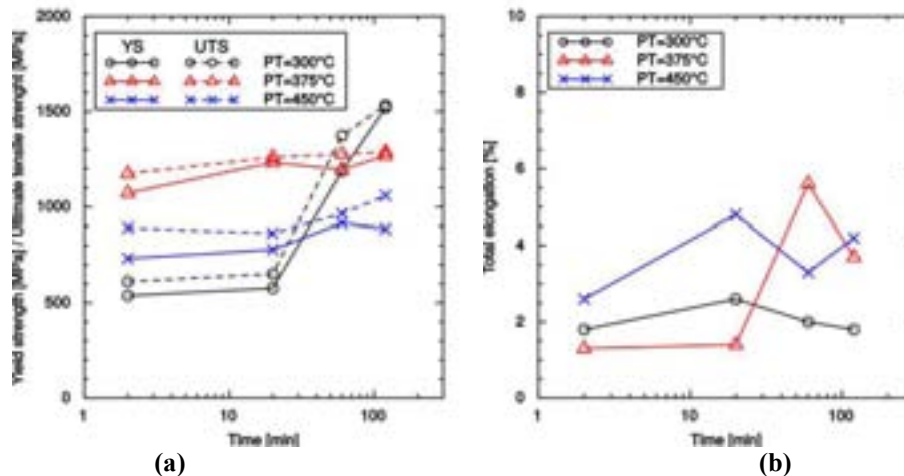 2000
1500
1000
500
0
1
10
100
Yield strength [MPa] / Ultimate tensile strenght [MPa]
Time [min]
YS UTS
PT=300°C
PT=375°C
PT=450°C
(a)
10
8
6
4
2
0
1
10
100
Total elongation [%]
Time [min]
PT=300°C
PT=375°C
PT=450°C
(b)